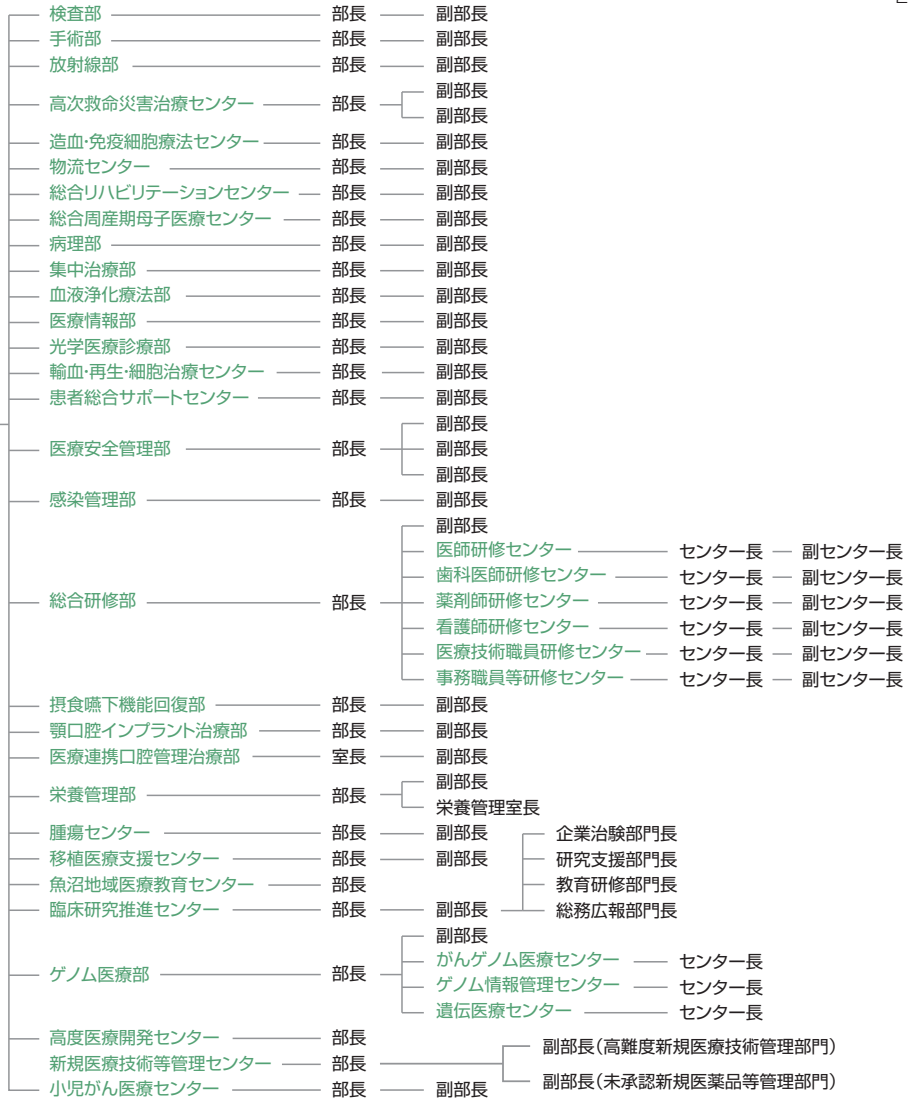 検査部 部長 副部長
手術部 部長 副部長
放射線部 部長 副部長
副部長
高次救命災害治療センター 部長
副部長
造血・免疫細胞療法センター 部長 副部長
物流センター 部長 副部長
総合リハビリテーションセンター 部長 副部長
総合周産期母子医療センター 部長 副部長
病理部 部長 副部長
集中治療部 部長 副部長
血液浄化療法部 部長 副部長
医療情報部 部長 副部長
光学医療診療部 部長 副部長
輸血・再生・細胞治療センター 部長 副部長
患者総合サポートセンター 部長 副部長
副部長
医療安全管理部 部長 副部長
副部長
感染管理部 部長 副部長
副部長
医師研修センター センター長 副センター長
歯科医師研修センター センター長 副センター長
総合研修部 部長 薬剤師研修センター センター長 副センター長
看護師研修センター センター長 副センター長
医療技術職員研修センター センター長 副センター長
事務職員等研修センター センター長 副センター長
摂食嚥下機能回復部 部長 副部長
顎口腔インプラント治療部 部長 副部長
医療連携口腔管理治療部 室長 副部長
副部長
栄養管理部 部長
栄養管理室長
腫瘍センター 部長 副部長 企業治験部門長
移植医療支援センター 部長 副部長 研究支援部門長
魚沼地域医療教育センター 部長 教育研修部門長
臨床研究推進センター 部長 副部長 総務広報部門長
副部長
がんゲノム医療センター センター長
ゲノム医療部 部長 ゲノム情報管理センター センター長
遺伝医療センター センター長
高度医療開発センター 部長
副部長(高難度新規医療技術管理部門)
新規医療技術等管理センター 部長
副部長(未承認新規医薬品等管理部門)
小児がん医療センター 部長 副部長